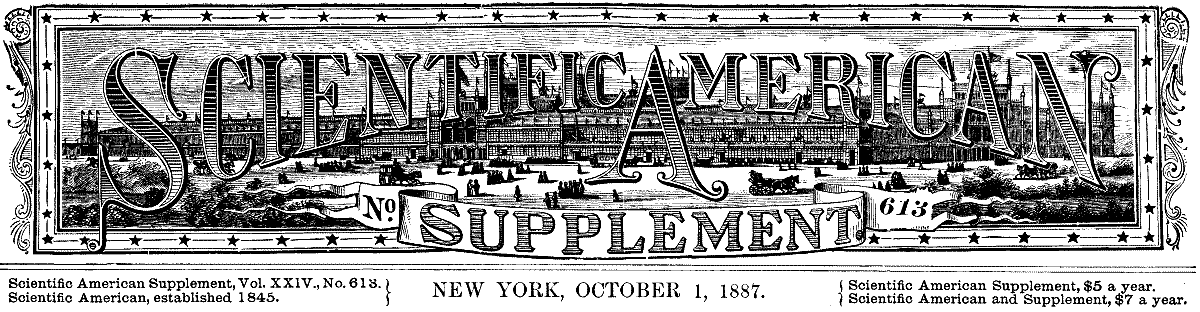 SCIENTIFIC AMERICAN
No. SUPPLEMENT. 613
Scientific American Supplement, Vol. XXIV., No. 613.
Scientific American, established 1845.
NEW YORK, OCTOBER 1, 1887.
Scientific American Supplement, $5 a year.
Scientific American and Supplement, $7 a year.